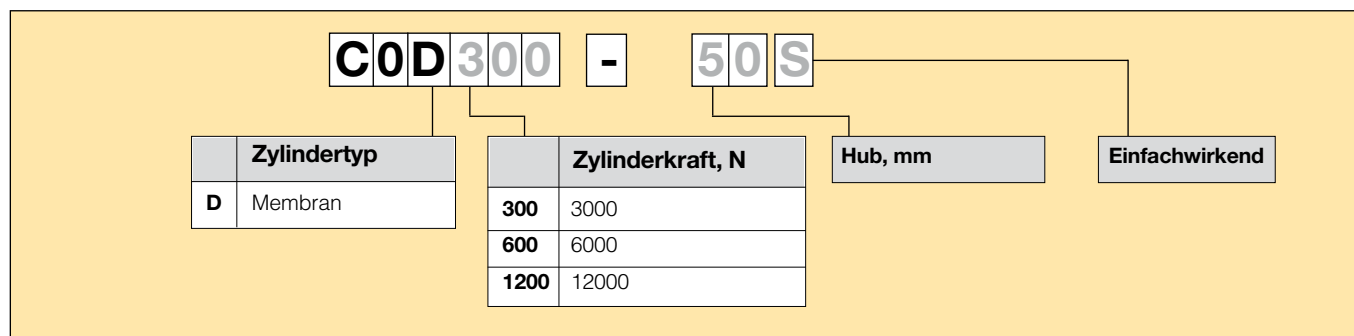 C0D300 - 50S
Zylindertyp
D Membran
Zylinderkraft, N
300 3000
600 6000
1200 12000
Hub, mm
Einfachwirkend